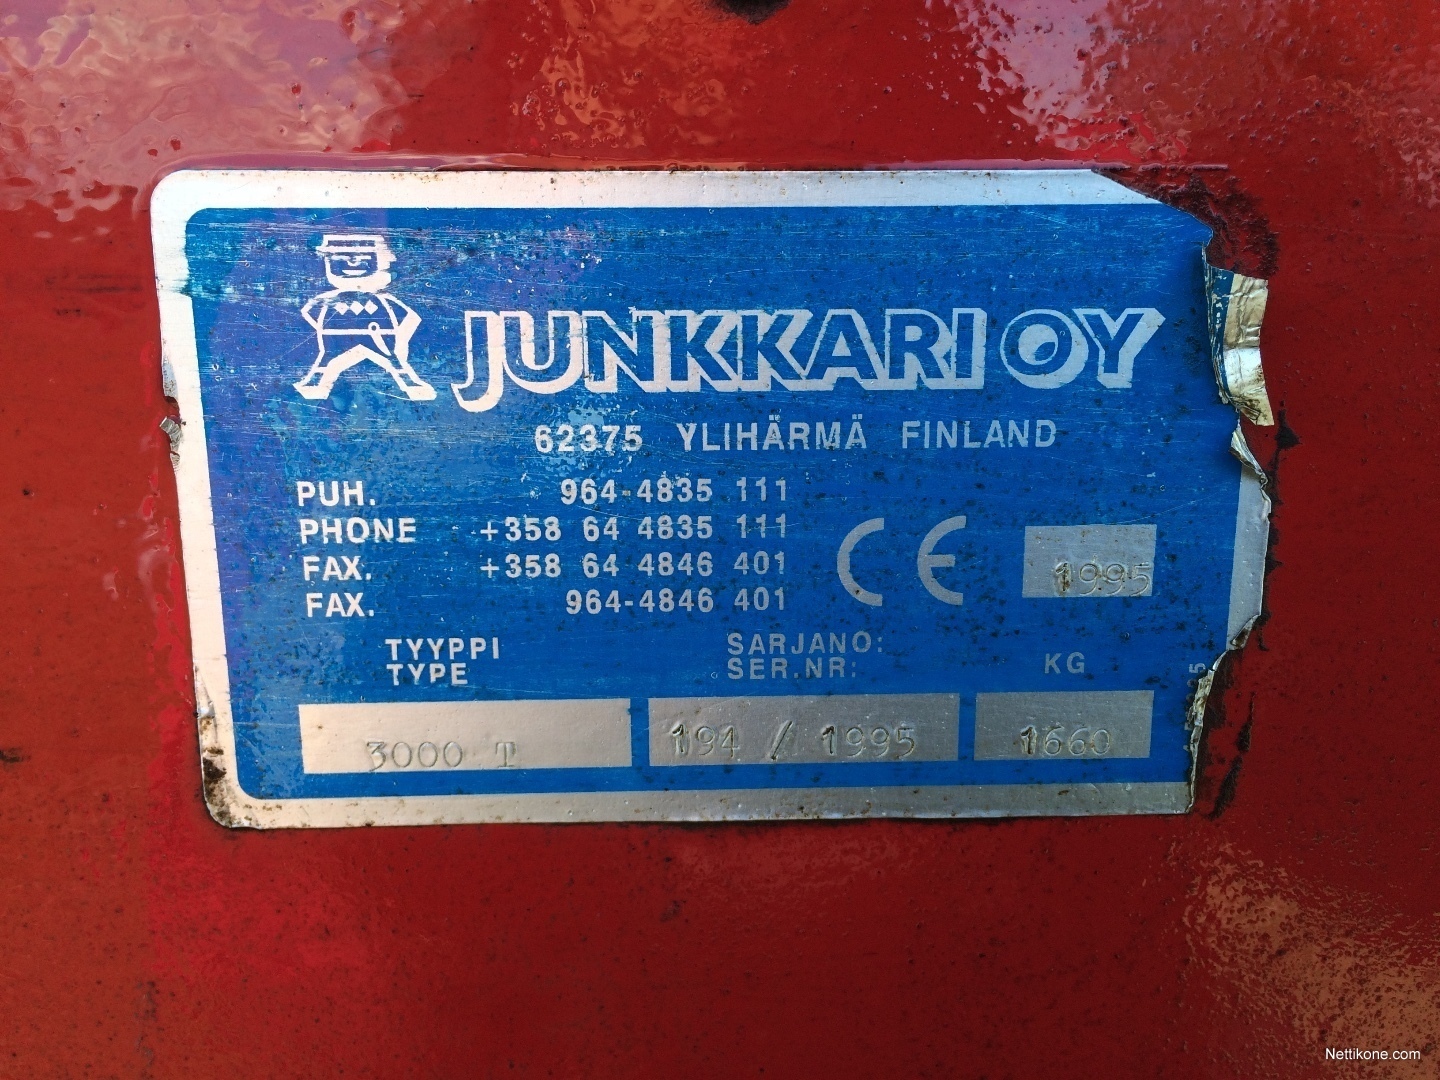 JUNKKARI OY
62375 YLIHÄRMÄ FINLAND
PUH. 964-4835 111
PHONE +358 64 4835 111
FAX. +358 64 4846 401
FAX. 964-4846 401
CE 1995
TYYPPI SARJANO:
TYPE SER.NR: KG
3000 T 194 / 1995 1660
Nettikone.com